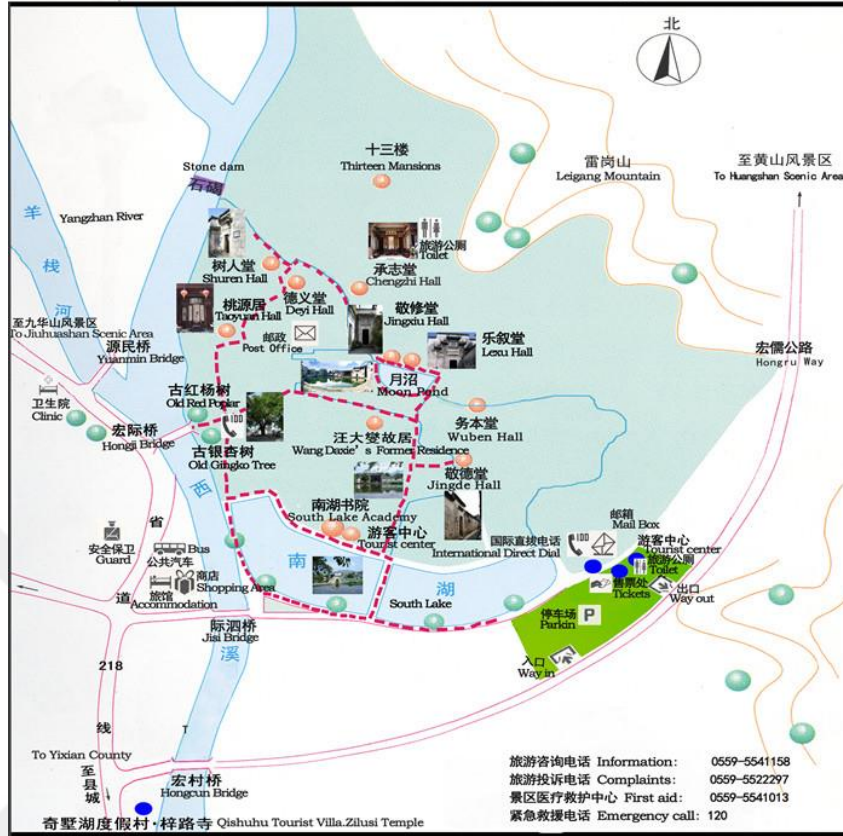 北
十三楼
Thirteen Mansions
雷岗山
Leigang Mountain
至黄山风景区
To Huangshan Scenic Area
Stone dam
石碣
羊栈河
Yangzhan River
旅游公厕
Toilet
树人堂
Shuren Hall
德义堂
Deyi Hall
承志堂
Chengzhi Hall
桃源居
Taoyuan Hall
敬修堂
Jingxiu Hall
乐叙堂
Lexu Hall
至九华山风景区
To Jiuhuashan Scenic Area
邮政
Post Office
源民桥
Yuanmin Bridge
宏儒公路
Hongru Way
月沼
Moon Pond
卫生院
Clinic
古红杨树
Old Red Poplar
宏际桥
Hongji Bridge
古银杏树
Old Gingko Tree
汪大燮故居
Wang Daxie's Former Residence
务本堂
Wuben Hall
敬德堂
Jingde Hall
南湖书院
South Lake Academy
游客中心
Tourist center
国际直拨电话
International Direct Dial
邮箱
Mail Box
游客中心
Tourist center
旅游公厕
Toilet
售票处
Tickets
出口
Way out
停车场
Parkin
P
入口
Way in
安全保卫
Guard
Bus
公共汽车
商店
Shopping Area
旅馆
Accommodation
南湖
South Lake
际泗桥
Jisi Bridge
西溪
省道218线
T
To Yixian County
至县城
宏村桥
Hongcun Bridge
奇墅湖度假村·梓路寺 Qishuhu Tourist Villa.Zilusi Temple
旅游咨询电话 Information: 0559-5541158
旅游投诉电话 Complaints: 0559-5522297
景区医疗救护中心 First aid: 0559-5541013
紧急救援电话 Emergency call: 120